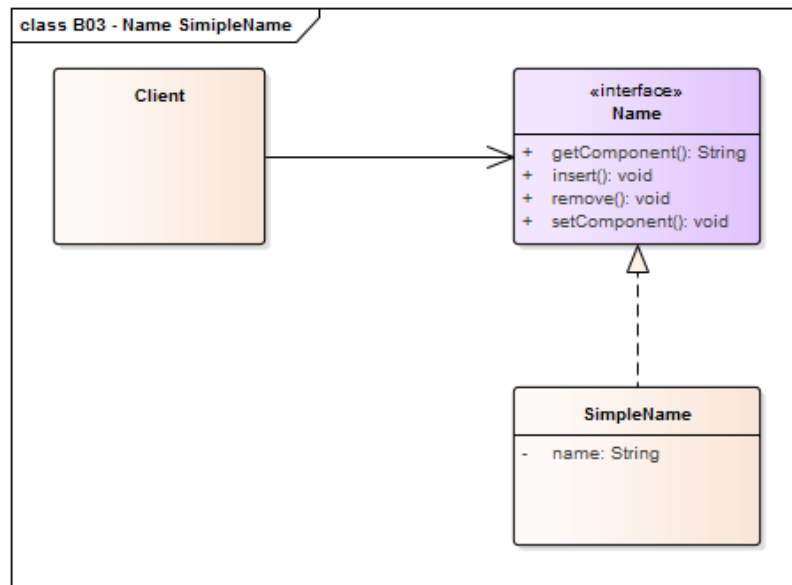 class B03 - Name SimipleName
Client
«interface»
Name
+ getComponent(): String
+ insert(): void
+ remove(): void
+ setComponent(): void
SimpleName
- name: String